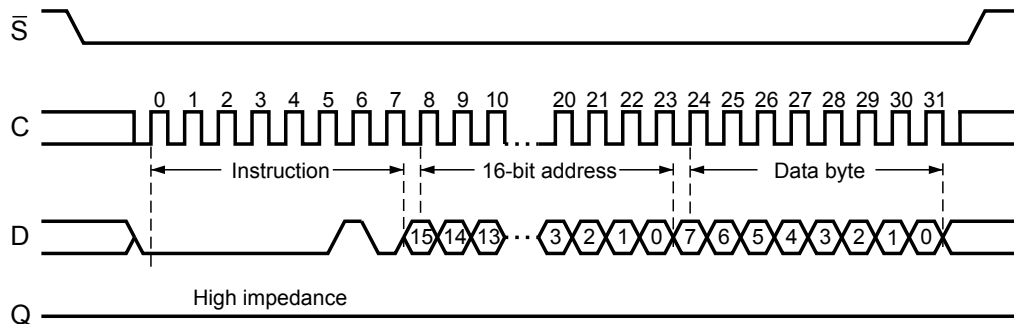 S̅
0 1 2 3 4 5 6 7 8 9 10 20 21 22 23 24 25 26 27 28 29 30 31
C
Instruction 16-bit address Data byte
D 15 14 13 3 2 1 0 7 6 5 4 3 2 1 0
High impedance
Q